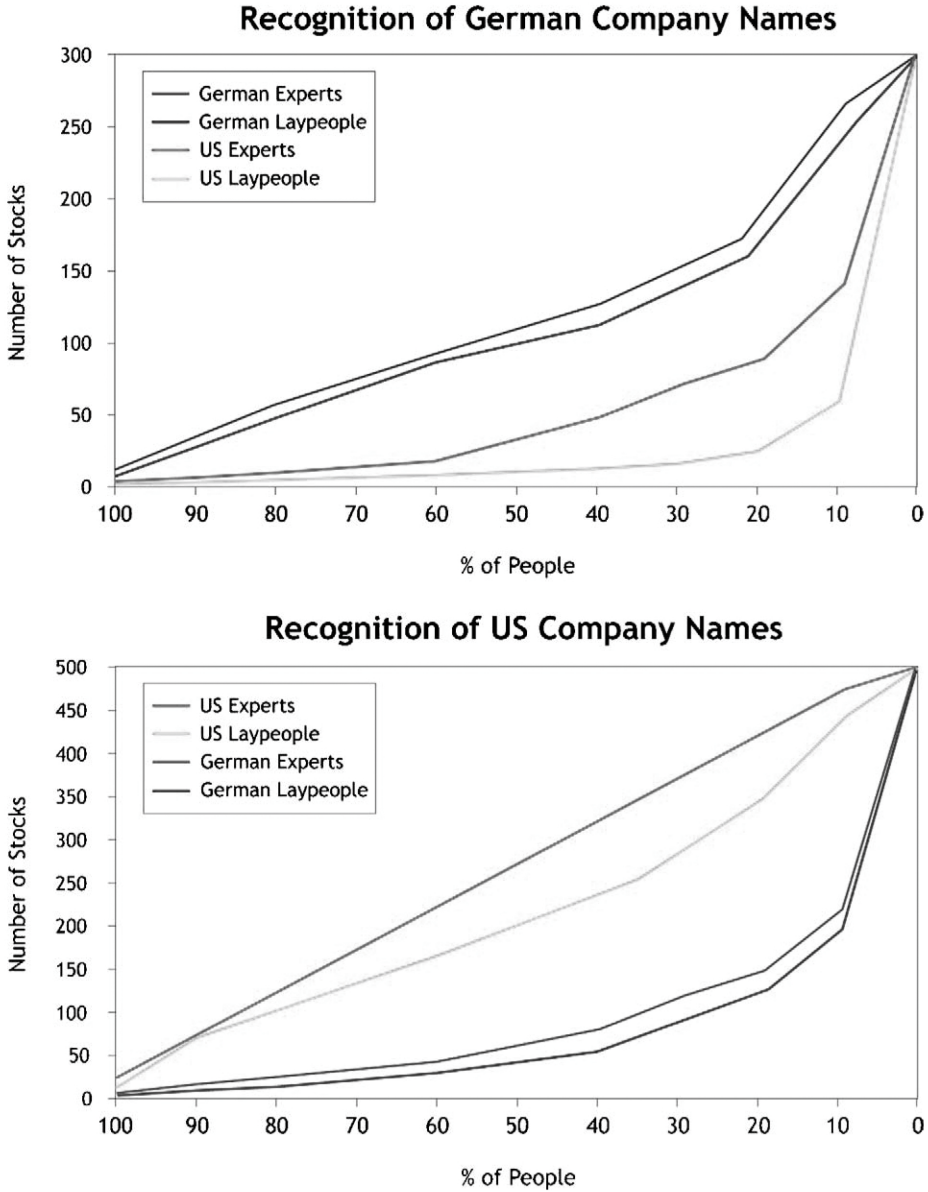 Recognition of German Company Names
300
250
200
150
100
50
0
Number of Stocks
German Experts
German Laypeople
US Experts
US Laypeople
100 90 80 70 60 50 40 30 20 10 0
% of People
Recognition of US Company Names
500
450
400
350
300
250
200
150
100
50
0
Number of Stocks
US Experts
US Laypeople
German Experts
German Laypeople
100 90 80 70 60 50 40 30 20 10 0
% of People